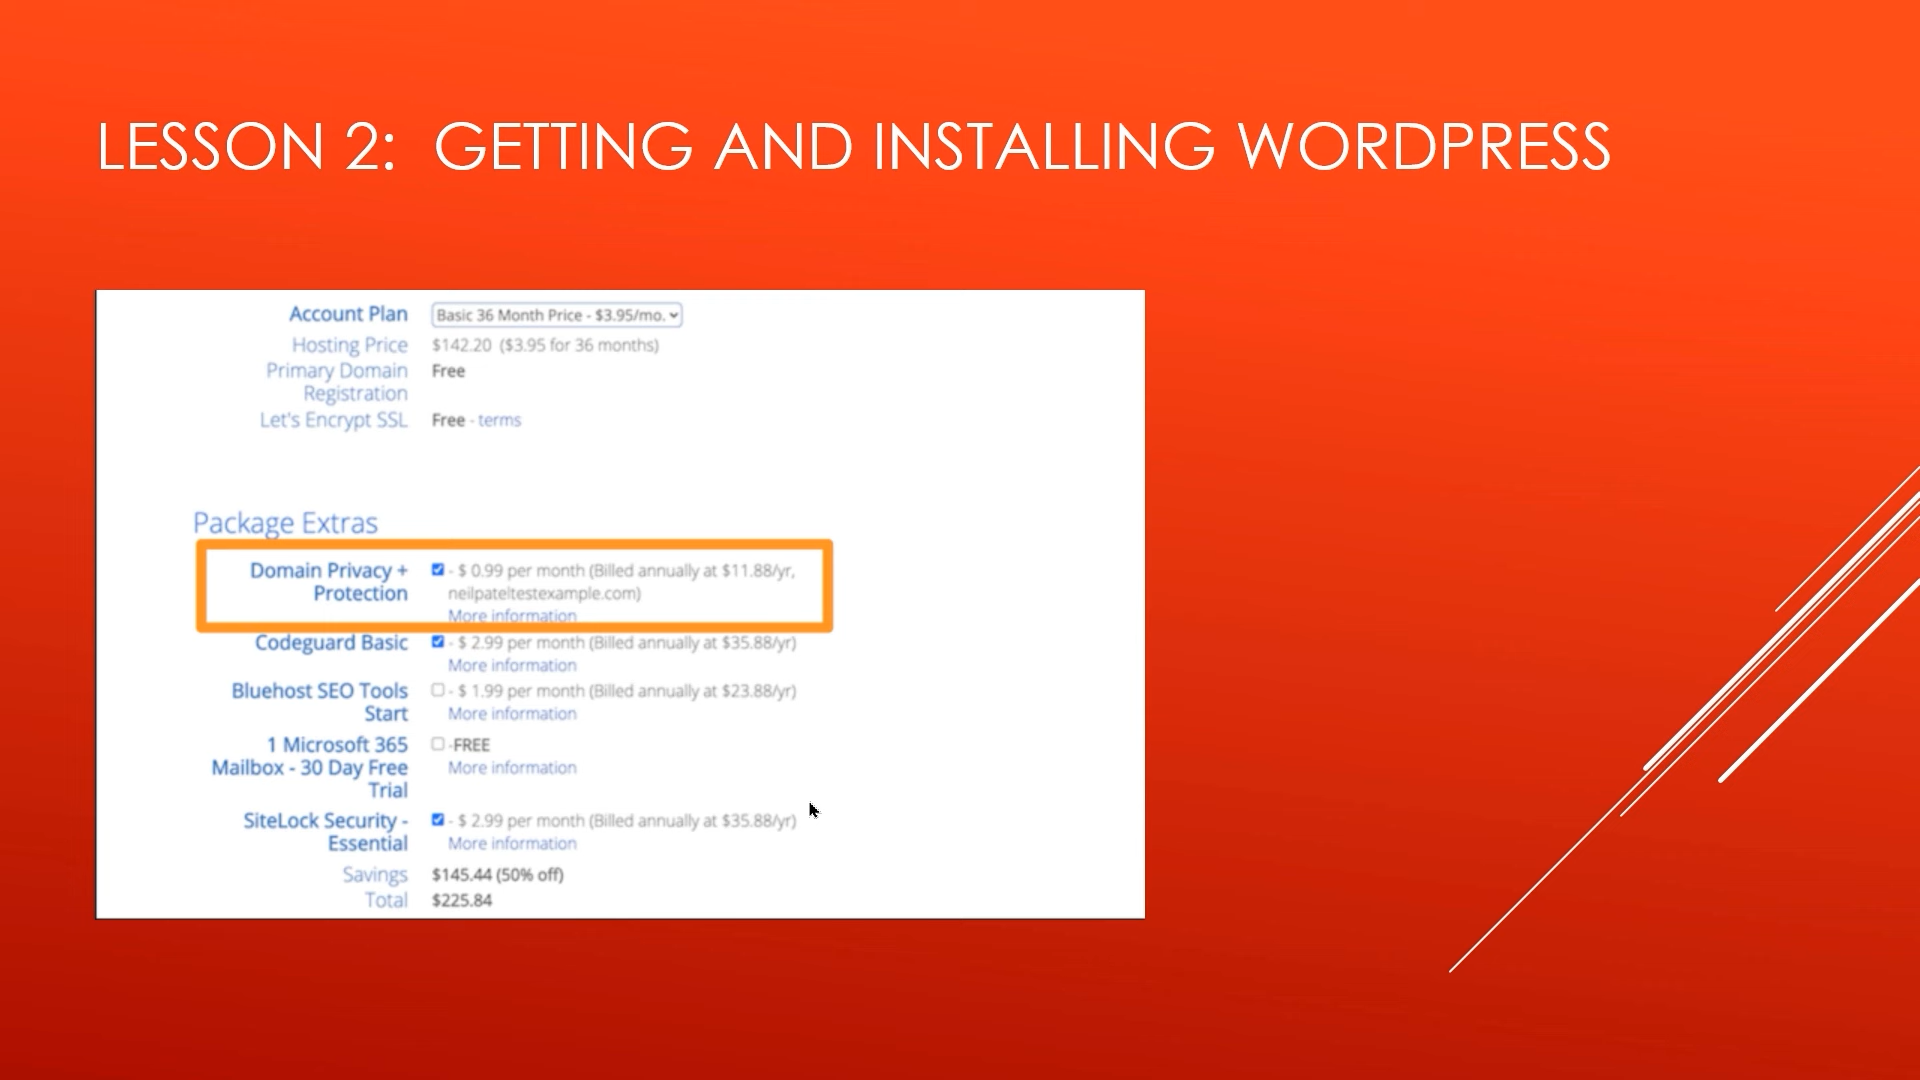 LESSON 2: GETTING AND INSTALLING WORDPRESS
Account Plan Basic 36 Month Price - $3.95/mo.
Hosting Price $142.20 ($3.95 for 36 months)
Primary Domain Free
Registration
Let's Encrypt SSL Free - terms
Package Extras
Domain Privacy + - $ 0.99 per month (Billed annually at $11.88/yr,
Protection neilpateltestexample.com)
More information
Codeguard Basic - $ 2.99 per month (Billed annually at $35.88/yr)
More information
Bluehost SEO Tools - $ 1.99 per month (Billed annually at $23.88/yr)
Start More information
1 Microsoft 365 -FREE
Mailbox - 30 Day Free More information
Trial
SiteLock Security - - $ 2.99 per month (Billed annually at $35.88/yr)
Essential More information
Savings $145.44 (50% off)
Total $225.84